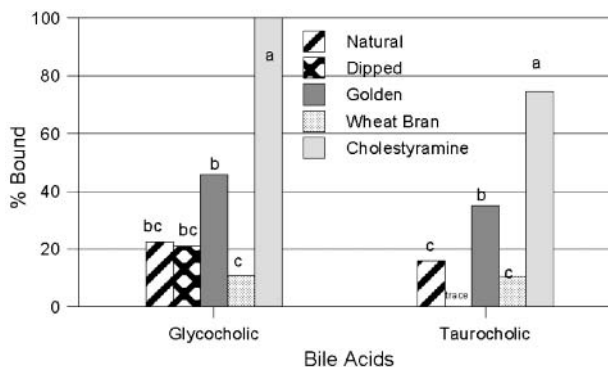 100
80
60
40
20
0
% Bound
Natural
Dipped
Golden
Wheat Bran
Cholestyramine
a
a
b
b
bc
bc
c
c
c
trace
Glycocholic
Taurocholic
Bile Acids